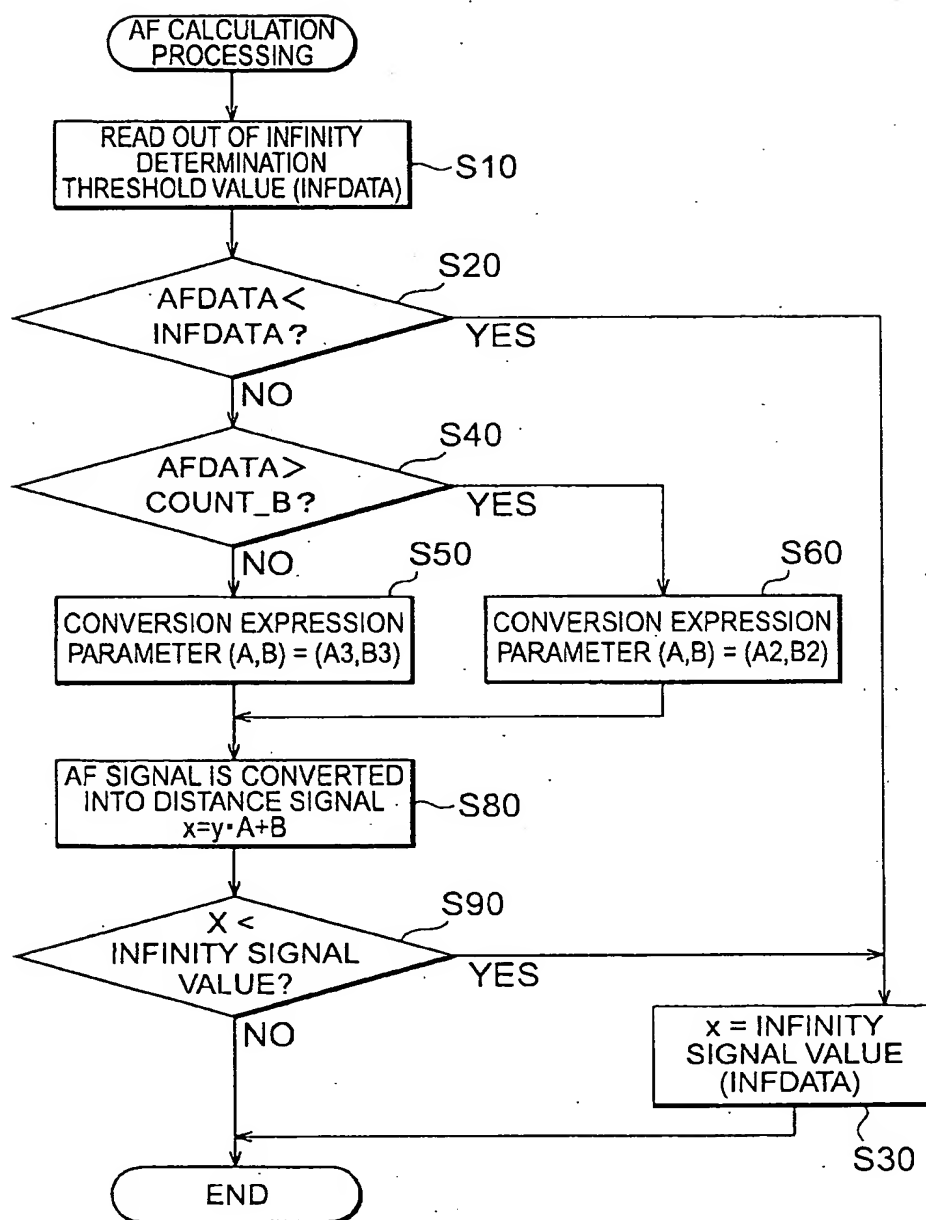 AF CALCULATION
PROCESSING
READ OUT OF INFINITY
DETERMINATION
THRESHOLD VALUE (INFDATA)
S10
S20
AFDATA<
INFDATA?
YES
NO
S40
AFDATA>
COUNT_B?
YES
NO
S50
CONVERSION EXPRESSION
PARAMETER (A,B) = (A3,B3)
S60
CONVERSION EXPRESSION
PARAMETER (A,B) = (A2,B2)
AF SIGNAL IS CONVERTED
INTO DISTANCE SIGNAL
x=y·A+B
S80
S90
X <
INFINITY SIGNAL
VALUE?
YES
NO
x = INFINITY
SIGNAL VALUE
(INFDATA)
S30
END